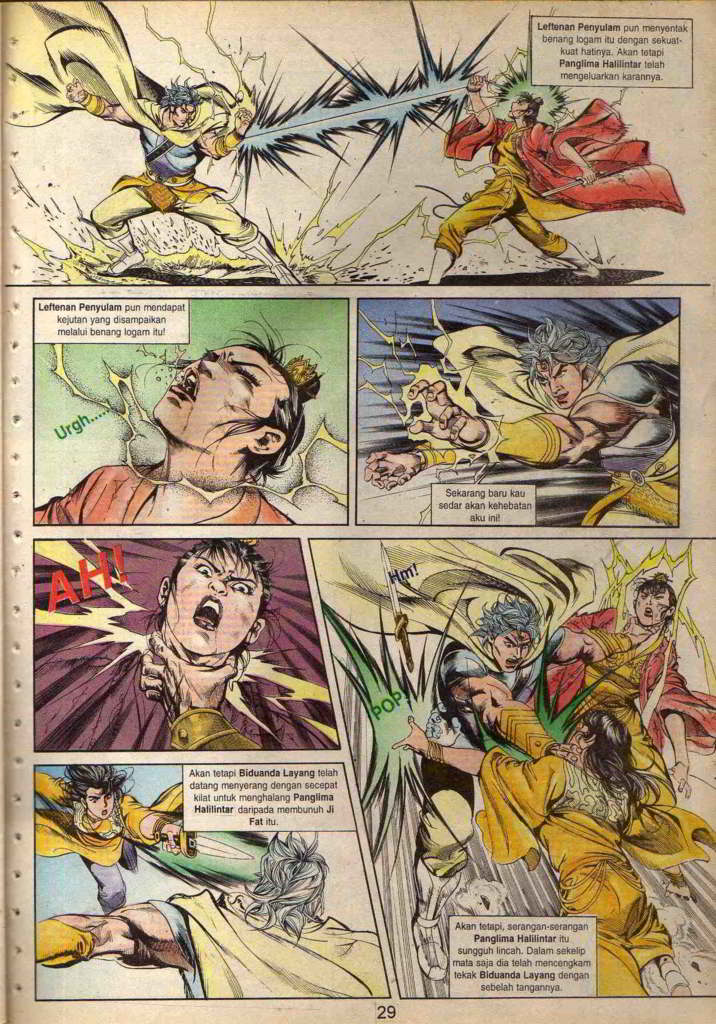 Leftenan Penyulam pun menyentak
benang logam itu dengan sekuat-
kuat hatinya. Akan tetapi
Panglima Halilintar telah
mengeluarkan karannya.
Leftenan Penyulam pun mendapat
kejutan yang disampaikan
melalui benang logam itu!
Urgh.....
Sekarang baru kau
sedar akan kehebatan
aku ini!
AH!
Hm!
POP!
Akan tetapi Biduanda Layang telah
datang menyerang dengan secepat
kilat untuk menghalang Panglima
Halilintar daripada membunuh Ji
Fat itu.
Akan tetapi, serangan-serangan
Panglima Halilintar itu
sungguh lincah. Dalam sekelip
mata saja dia telah mencengkam
tekak Biduanda Layang dengan
sebelah tangannya.
29